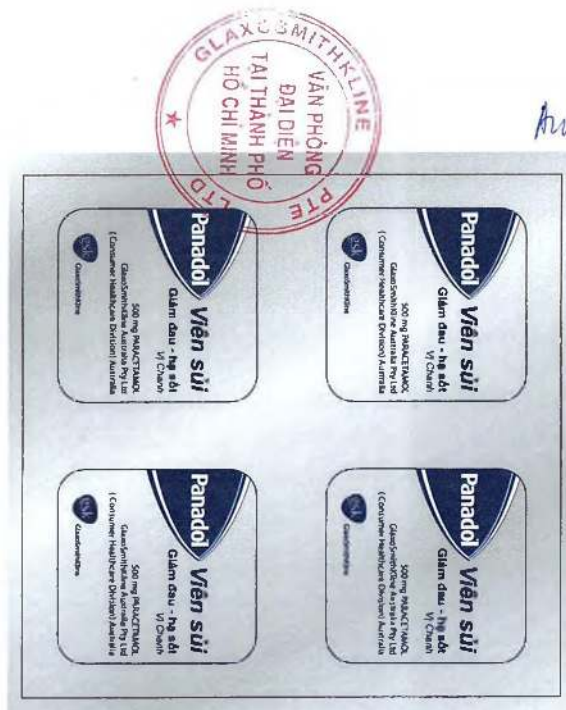 GLAXOSMITHKLINE PTE LTD
VĂN PHÒNG
ĐẠI DIỆN
TẠI THÀNH PHỐ
HỒ CHÍ MINH
Panadol Viên sủi
Giảm đau - hạ sốt
Vị Chanh
500 mg PARACETAMOL
GlaxoSmithKline Australia Pty Ltd
( Consumer Healthcare Division) Australia
gsk
GlaxoSmithKline
Panadol Viên sủi
Giảm đau - hạ sốt
Vị Chanh
500 mg PARACETAMOL
GlaxoSmithKline Australia Pty Ltd
( Consumer Healthcare Division) Australia
gsk
GlaxoSmithKline
Panadol Viên sủi
Giảm đau - hạ sốt
Vị Chanh
500 mg PARACETAMOL
GlaxoSmithKline Australia Pty Ltd
( Consumer Healthcare Division) Australia
gsk
GlaxoSmithKline
Panadol Viên sủi
Giảm đau - hạ sốt
Vị Chanh
500 mg PARACETAMOL
GlaxoSmithKline Australia Pty Ltd
( Consumer Healthcare Division) Australia
gsk
GlaxoSmithKline